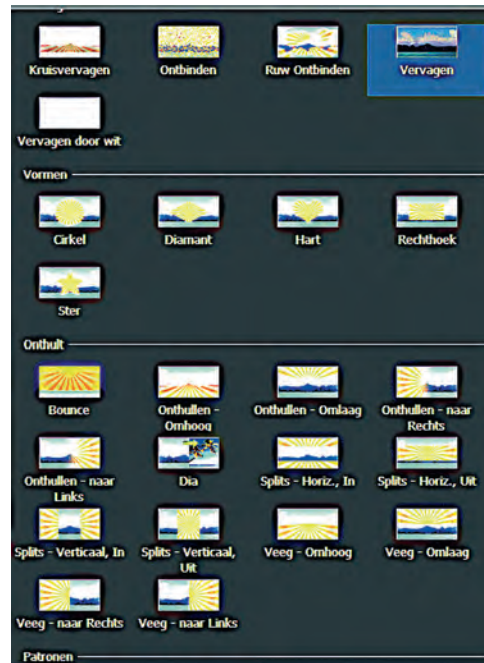 Kruisvervagen Ontbinden Ruw Ontbinden Vervagen
Vervagen door wit
Vormen
Cirkel Diamant Hart Rechthoek
Ster
Onthult
Bounce Onthullen - Omhoog Onthullen - Omlaag Onthullen - naar Rechts
Onthullen - naar Links Dia Splits - Horiz., In Splits - Horiz., Uit
Splits - Verticaal, In Splits - Verticaal, Uit Veeg - Omhoog Veeg - Omlaag
Veeg - naar Rechts Veeg - naar Links
Patronen